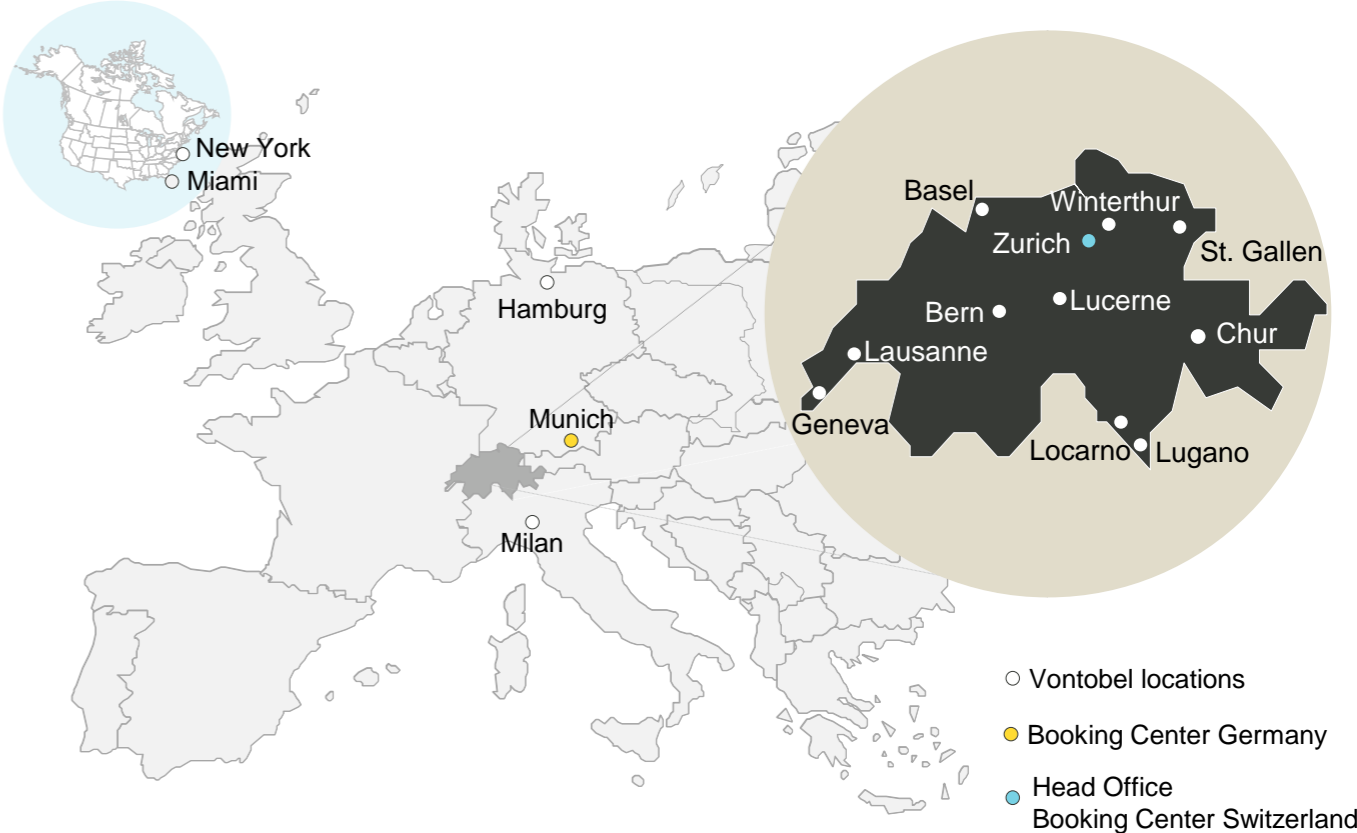 New York
Miami
Hamburg
Munich
Milan
Basel
Winterthur
Zurich
St. Gallen
Bern
Lucerne
Chur
Lausanne
Geneva
Locarno
Lugano
Vontobel locations
Booking Center Germany
Head Office
Booking Center Switzerland